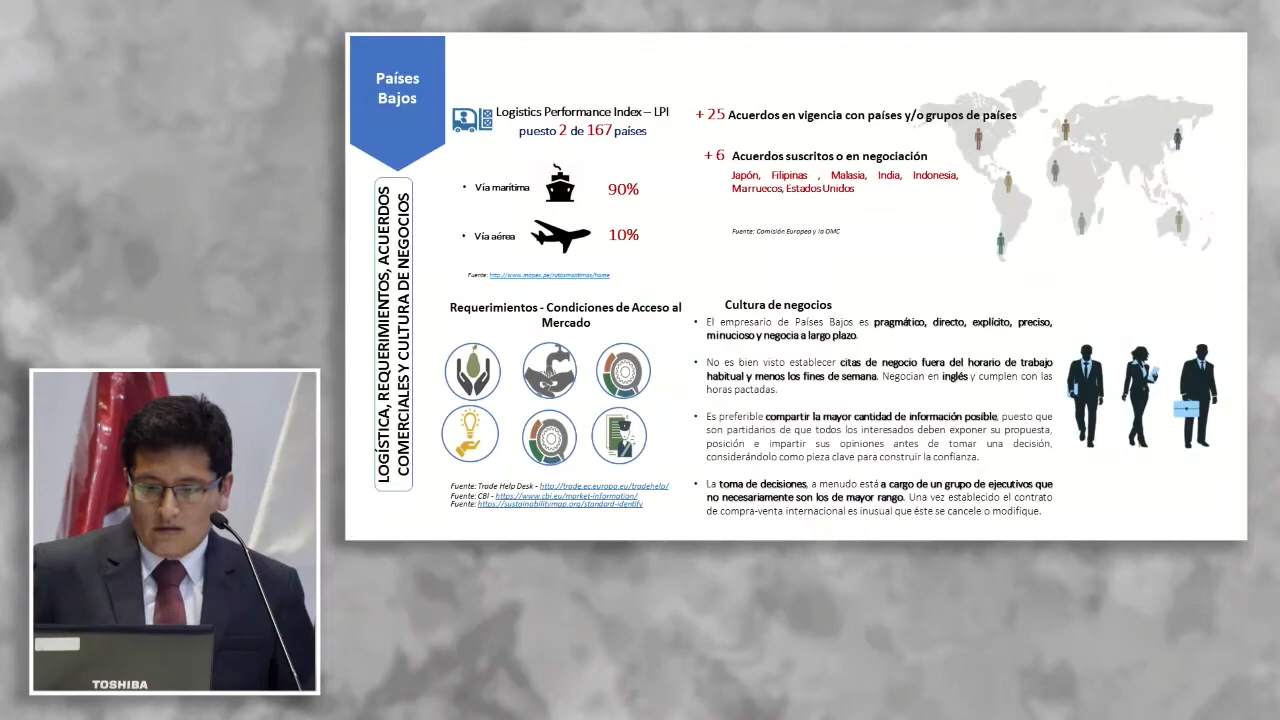 Países
Bajos
LOGÍSTICA, REQUERIMIENTOS, ACUERDOS
COMERCIALES Y CULTURA DE NEGOCIOS
Logistics Performance Index – LPI
puesto 2 de 167 países
• Vía marítima
90%
• Vía aérea
10%
Fuente: http://www.mapex.pe/rutasmaritimas/home
+ 25 Acuerdos en vigencia con países y/o grupos de países
+ 6 Acuerdos suscritos o en negociación
Japón, Filipinas , Malasia, India, Indonesia,
Marruecos, Estados Unidos
Fuente: Comisión Europea y la OMC
Requerimientos - Condiciones de Acceso al
Mercado
Fuente: Trade Help Desk - http://trade.ec.europa.eu/tradehelp/
Fuente: CBI - https://www.cbi.eu/market-information/
Fuente: https://sustainabilitymap.org/standard-identify
Cultura de negocios
• El empresario de Países Bajos es pragmático, directo, explícito, preciso,
minucioso y negocia a largo plazo.
• No es bien visto establecer citas de negocio fuera del horario de trabajo
habitual y menos los fines de semana. Negocian en inglés y cumplen con las
horas pactadas.
• Es preferible compartir la mayor cantidad de información posible, puesto que
son partidarios de que todos los interesados deben exponer su propuesta,
posición e impartir sus opiniones antes de tomar una decisión,
considerándolo como pieza clave para construir la confianza.
• La toma de decisiones, a menudo está a cargo de un grupo de ejecutivos que
no necesariamente son los de mayor rango. Una vez establecido el contrato
de compra-venta internacional es inusual que éste se cancele o modifique.
TOSHIBA